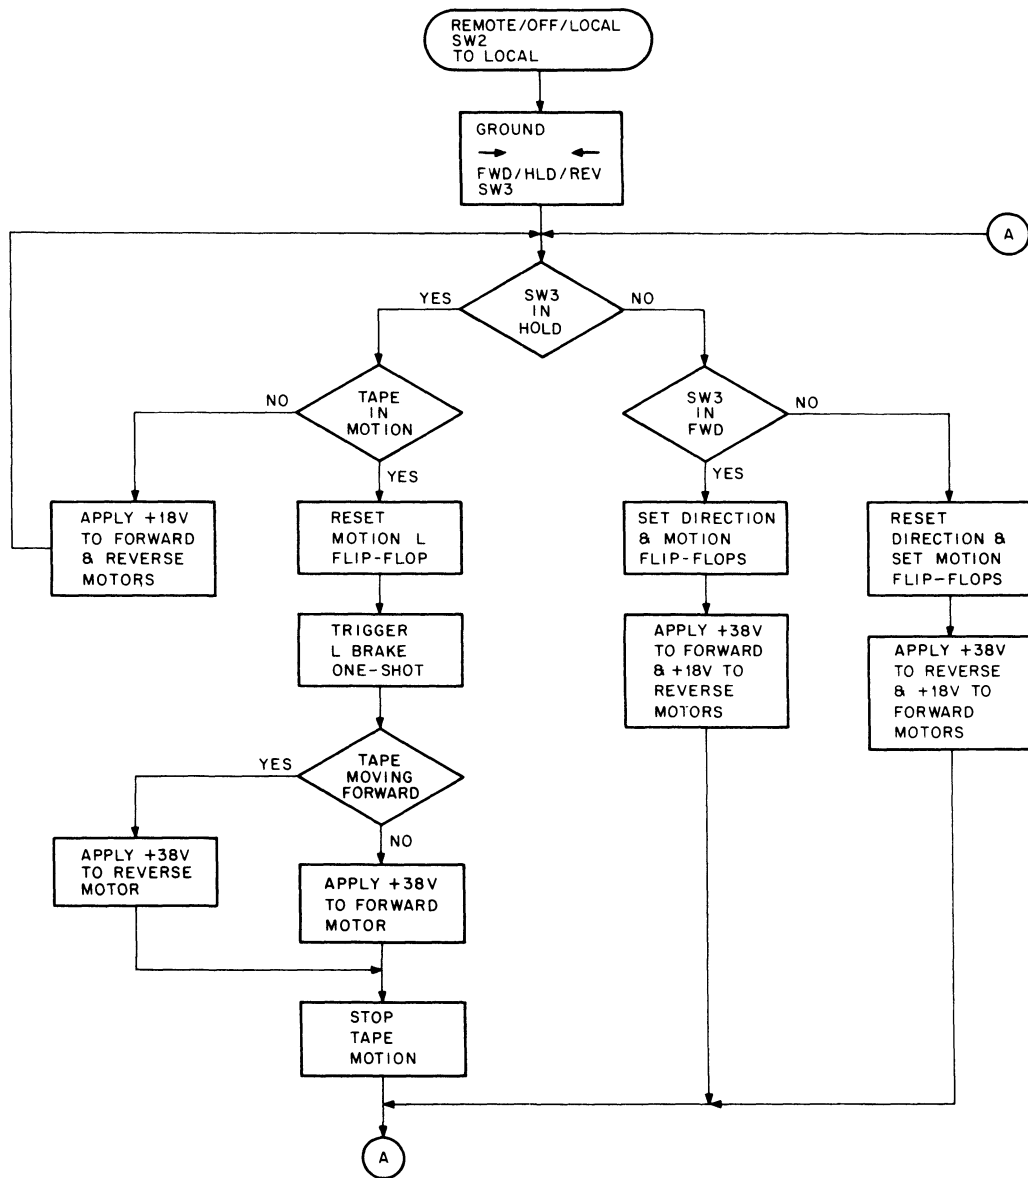 REMOTE/OFF/LOCAL
SW2
TO LOCAL
GROUND
FWD/HLD/REV
SW3
A
YES
SW3
IN
HOLD
NO
NO
TAPE
IN
MOTION
YES
SW3
IN
FWD
NO
YES
APPLY +18V
TO FORWARD
& REVERSE
MOTORS
RESET
MOTION L
FLIP-FLOP
SET DIRECTION
& MOTION
FLIP-FLOPS
RESET
DIRECTION &
SET MOTION
FLIP-FLOPS
TRIGGER
L BRAKE
ONE-SHOT
APPLY +38V
TO FORWARD
& +18V TO
REVERSE
MOTORS
APPLY +38V
TO REVERSE
& +18V TO
FORWARD
MOTORS
YES
TAPE
MOVING
FORWARD
NO
APPLY +38V
TO REVERSE
MOTOR
APPLY +38V
TO FORWARD
MOTOR
STOP
TAPE
MOTION
A